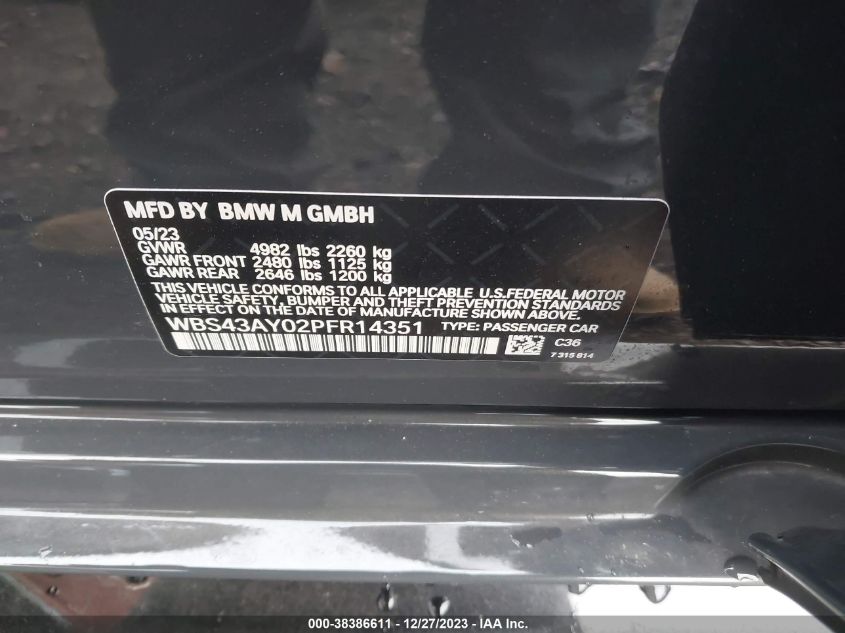 MFD BY BMW M GMBH
05/23
GVWR 4982 lbs 2260 kg
GAWR FRONT 2480 lbs 1125 kg
GAWR REAR 2646 lbs 1200 kg
THIS VEHICLE CONFORMS TO ALL APPLICABLE U.S.FEDERAL MOTOR
VEHICLE SAFETY, BUMPER AND THEFT PREVENTION STANDARDS
IN EFFECT ON THE DATE OF MANUFACTURE SHOWN ABOVE.
WBS43AY02PFR14351 TYPE: PASSENGER CAR
C36
7 315 814
000-38386611 - 12/27/2023 - IAA Inc.